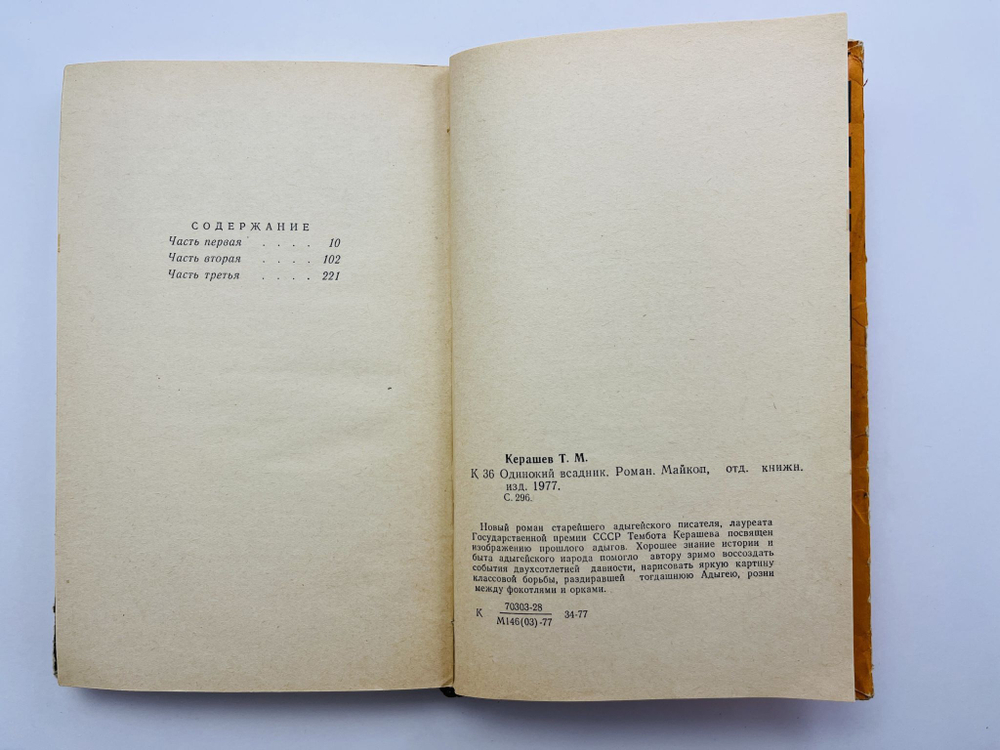 СОДЕРЖАНИЕ
Часть первая . . . . 10
Часть вторая . . . . 102
Часть третья . . . . 221
Керашев Т. М.
К 36 Одинокий всадник. Роман. Майкоп, отд. книжн.
изд. 1977.
С. 296.
Новый роман старейшего адыгейского писателя, лауреата
Государственной премии СССР Тембота Керашева посвящен
изображению прошлого адыгов. Хорошее знание истории и
быта адыгейского народа помогло автору зримо воссоздать
события двухсотлетней давности, нарисовать яркую картину
классовой борьбы, раздиравшей тогдашнюю Адыгею, розни
между фокотлями и орками.
К 70303-28 34-77
М146(03)-77